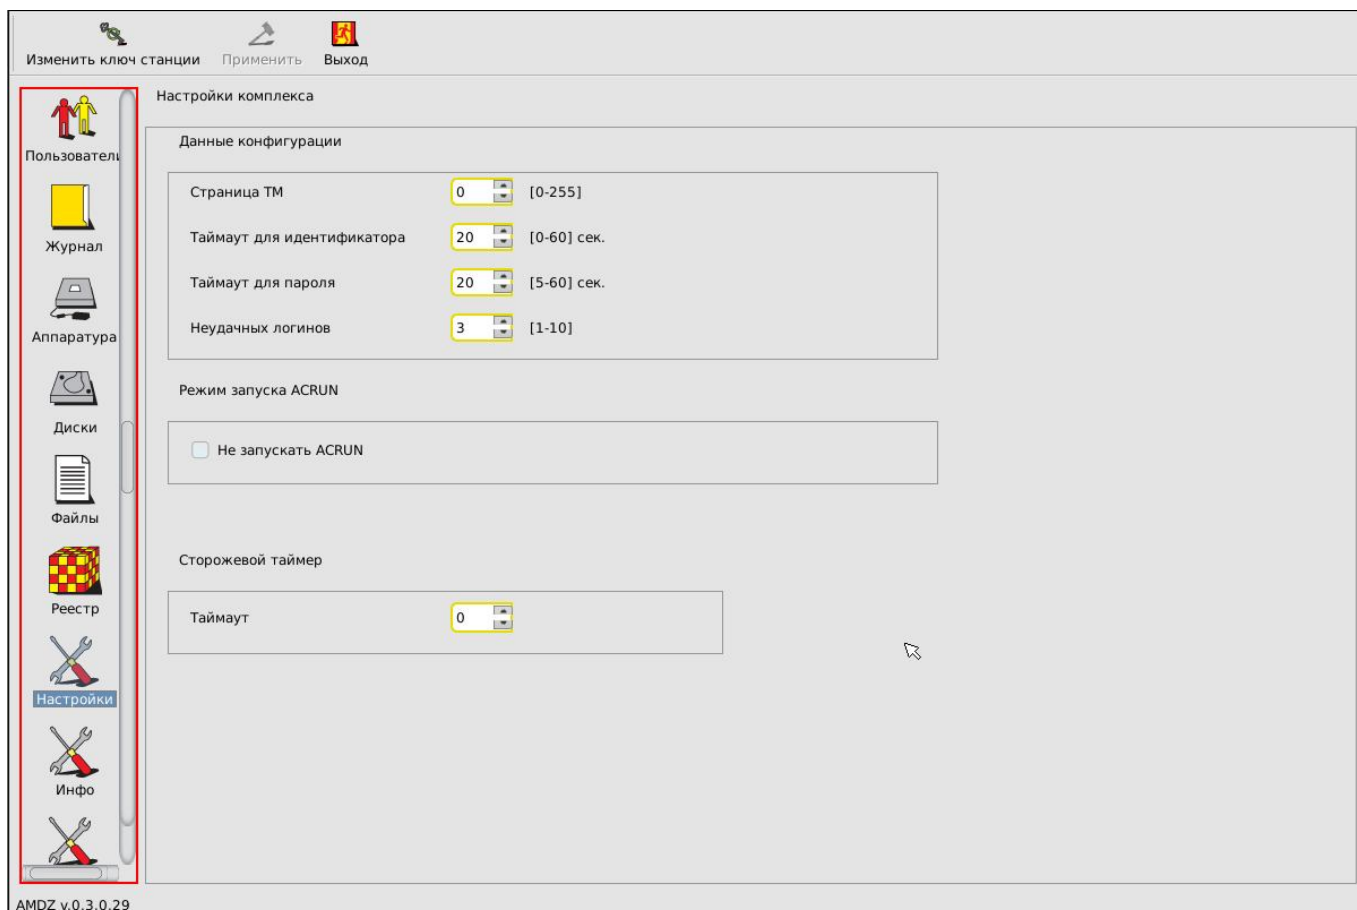 Изменить ключ станции Применить Выход
Настройки комплекса
Пользователи
Журнал
Аппаратура
Диски
Файлы
Реестр
Настройки
Инфо
Данные конфигурации
Страница ТМ 0 [0-255]
Таймаут для идентификатора 20 [0-60] сек.
Таймаут для пароля 20 [5-60] сек.
Неудачных логинов 3 [1-10]
Режим запуска ACRUN
Не запускать ACRUN
Сторожевой таймер
Таймаут 0
AMDZ v.0.3.0.29